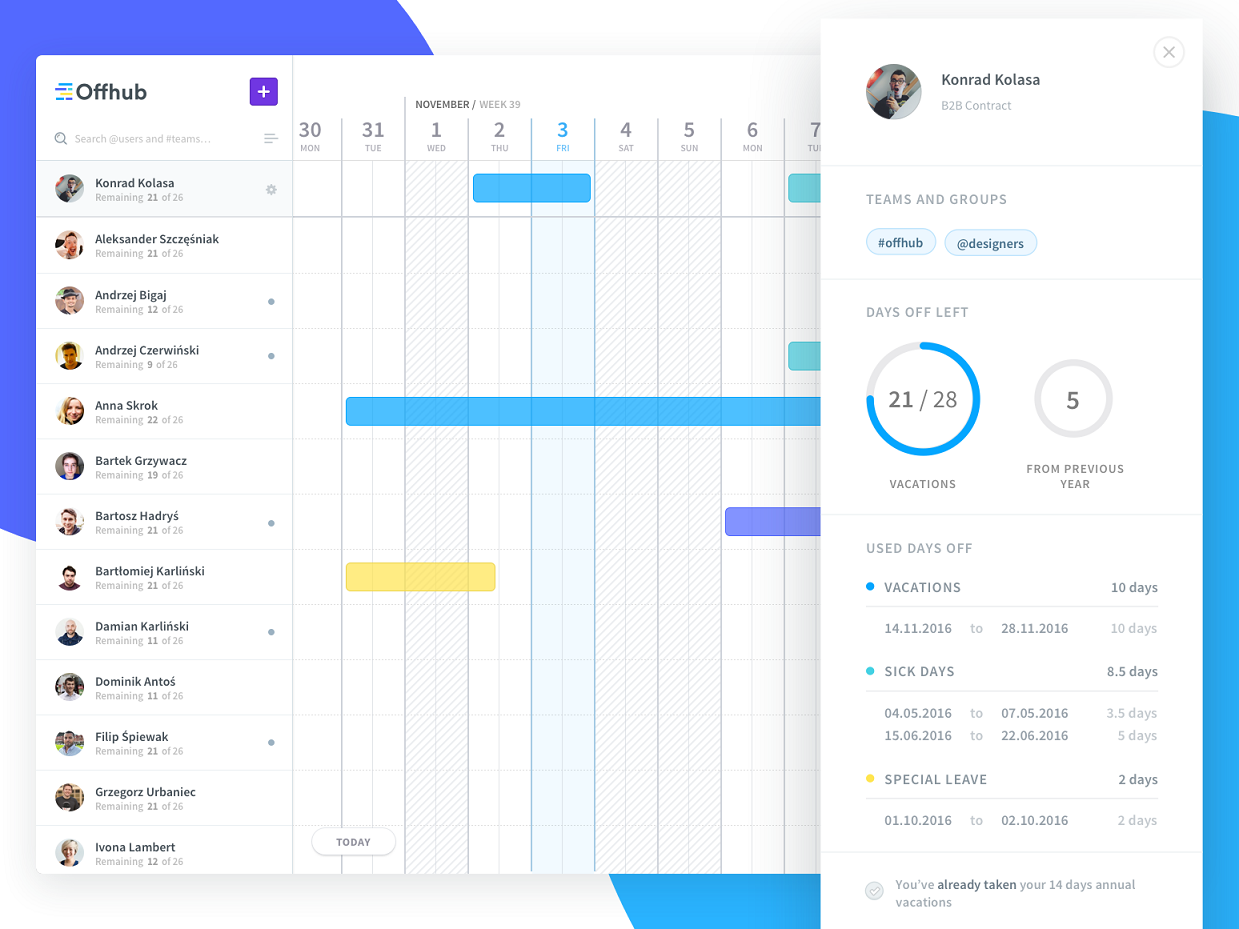 Offhub
+
Search @users and #teams...
NOVEMBER / WEEK 39
30 31 1 2 3 4 5 6 7
MON TUE WED THU FRI SAT SUN MON TU
Konrad Kolasa
Remaining 21 of 26
Aleksander Szczęśniak
Remaining 21 of 26
Andrzej Bigaj
Remaining 12 of 26
Andrzej Czerwiński
Remaining 9 of 26
Anna Skrok
Remaining 22 of 26
Bartek Grzywacz
Remaining 19 of 26
Bartosz Hadryś
Remaining 21 of 26
Bartłomiej Karliński
Remaining 21 of 26
Damian Karliński
Remaining 11 of 26
Dominik Antoś
Remaining 11 of 26
Filip Śpiewak
Remaining 21 of 26
Grzegorz Urbaniec
Remaining 21 of 26
Ivona Lambert
Remaining 12 of 26
TODAY
Konrad Kolasa
B2B Contract
TEAMS AND GROUPS
#offhub @designers
DAYS OFF LEFT
21 / 28
VACATIONS
5
FROM PREVIOUS
YEAR
USED DAYS OFF
VACATIONS 10 days
14.11.2016 to 28.11.2016 10 days
SICK DAYS 8.5 days
04.05.2016 to 07.05.2016 3.5 days
15.06.2016 to 22.06.2016 5 days
SPECIAL LEAVE 2 days
01.10.2016 to 02.10.2016 2 days
You've already taken your 14 days annual
vacations